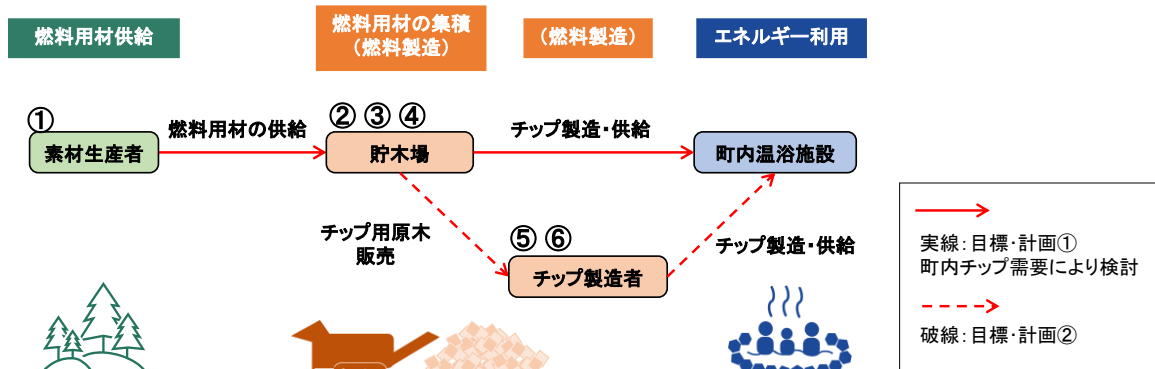 燃料用材供給
燃料用材の集積
(燃料製造)
(燃料製造)
エネルギー利用
①
素材生産者
燃料用材の供給
② ③ ④
貯木場
チップ製造・供給
町内温浴施設
チップ用原木
販売
⑤ ⑥
チップ製造者
チップ製造・供給
実線：目標・計画①
町内チップ需要により検討
破線：目標・計画②